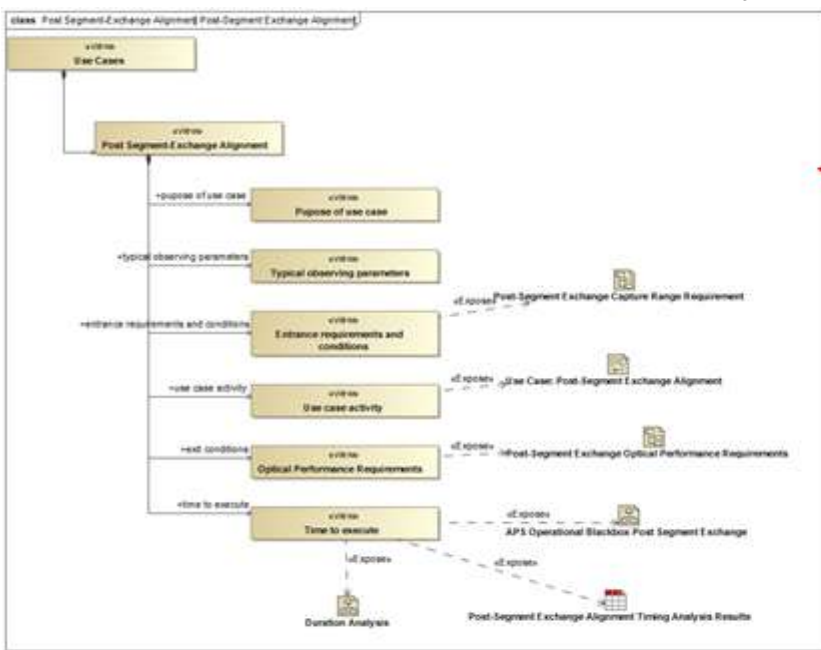 class Post Segment-Exchange Alignment[ Post-Segment Exchange Alignment]
«View»
Use Cases
«View»
Post Segment-Exchange Alignment
+pupose of use case
«View»
Pupose of use case
+typical observing parameters
«View»
Typical observing parameters
+entrance requirements and conditions
«View»
Entrance requirements and
conditions
«Expose»
Post-Segment Exchange Capture Range Requirement
+use case activity
«View»
Use case activity
«Expose»
Use Case: Post-Segment Exchange Alignment
+exit conditions
«View»
Optical Performance Requirements
«Expose»
Post-Segment Exchange Optical Performance Requirements
+time to execute
«View»
Time to execute
«Expose»
APS Operational Blackbox Post Segment Exchange
«Expose»
«Expose»
Duration Analysis
Post-Segment Exchange Alignment Timing Analysis Results